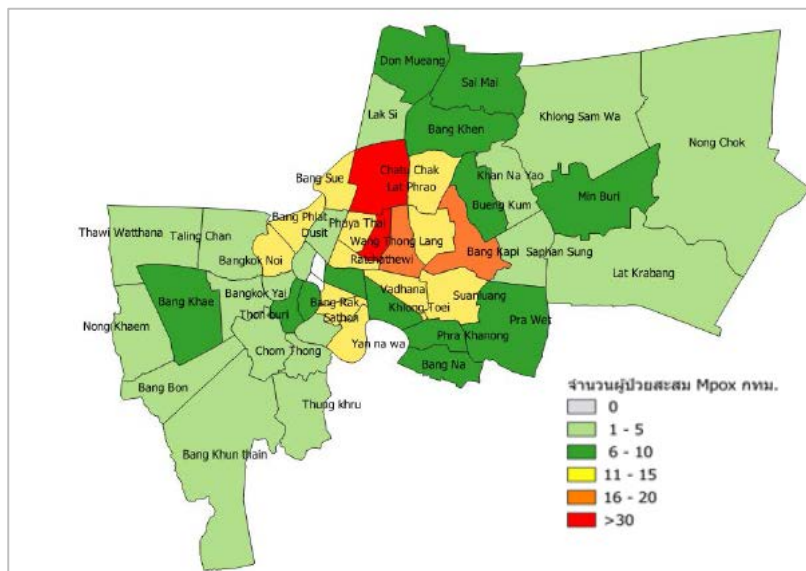 Don Mueang
Sai Mai
Lak Si
Bang Khen
Khlong Sam Wa
Nong Chok
Chatu Chak
Lat Phrao
Khan Na Yao
Bang Sue
Bueng Kum
Min Buri
Bang Phlat
Phaya Thai
Dusit
Thawi Watthana
Taling Chan
Wang Thong Lang
Bang Kapi
Saphan Sung
Bangkok Noi
Ratchathewi
Lat Krabang
Bang Khae
Bangkok Yai
Vadhana
Suanluang
Nong Khaem
Thon buri
Bang Rak
Khlong Toei
Pra Wet
Sathon
Phra Khanong
Chom Thong
Yan na wa
Bang Na
Bang Bon
Thung khru
Bang Khun thain
จำนวนผู้ป่วยสะสม Mpox กทม.
0
1 - 5
6 - 10
11 - 15
16 - 20
>30